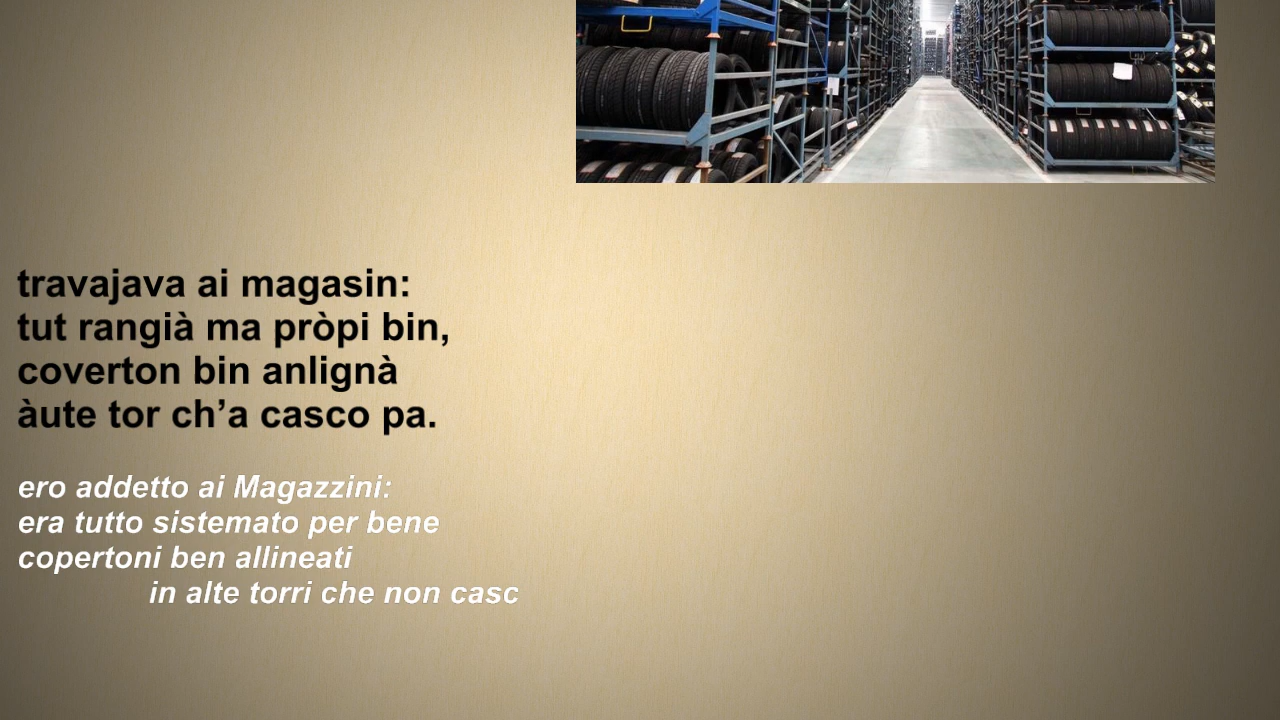 travajava ai magasin:
tut rangià ma pròpi bin,
coverton bin anlignà
àute tor ch’a casco pa.
ero addetto ai Magazzini:
era tutto sistemato per bene
copertoni ben allineati
in alte torri che non casc